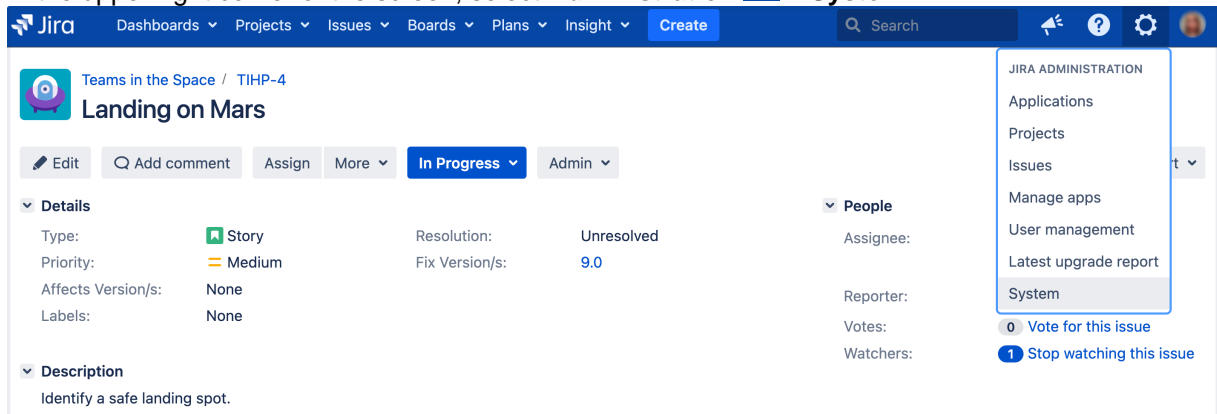 Jira Dashboards Projects Issues Boards Plans Insight Create Search
JIRA ADMINISTRATION
Applications
Projects
Issues
Manage apps
User management
Latest upgrade report
System
Teams in the Space / TIHP-4
Landing on Mars
Edit Add comment Assign More In Progress Admin
Details
Type: Story Resolution: Unresolved
Priority: Medium Fix Version/s: 9.0
Affects Version/s: None
Labels: None
People
Assignee:
Reporter:
Votes: 0 Vote for this issue
Watchers: 1 Stop watching this issue
Description
Identify a safe landing spot.